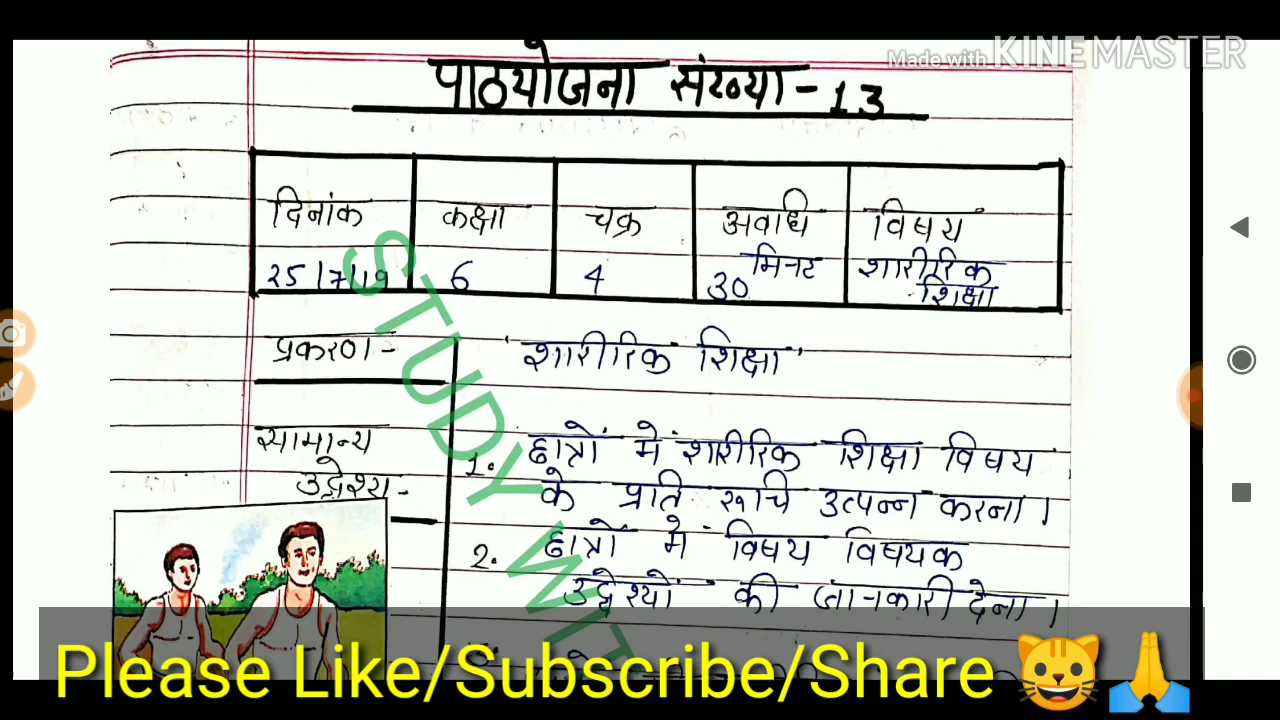 Made with KINEMASTER
पाठयोजना संख्या - 13
दिनांक कक्षा चक्र अवधि विषय
25/7/19 6 4 30 मिनट शारीरिक शिक्षा
प्रकरण - 'शारीरिक शिक्षा'
सामान्य उद्देश्य -
1. छात्रों में शारीरिक शिक्षा विषय
के प्रति रूचि उत्पन्न करना।
2. छात्रों में विषय विषयक
उद्देश्यों की जानकारी देना।
STUDY WIT
Please Like/Subscribe/Share 😺🙏